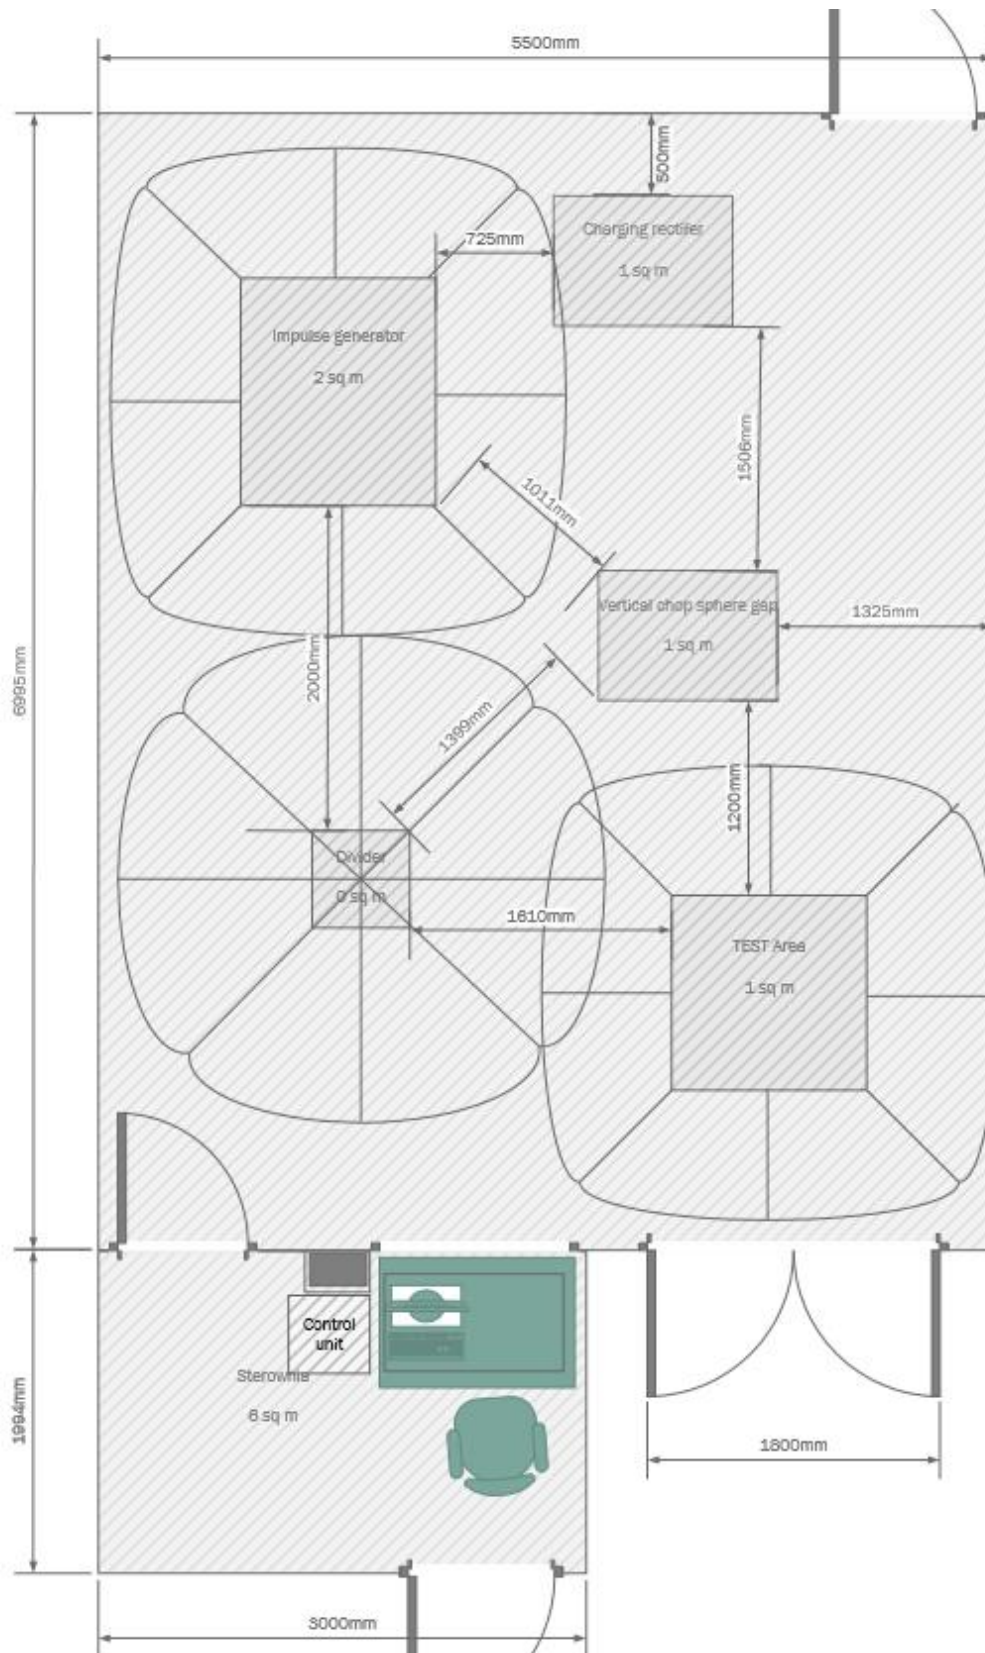 5500mm
500mm
Charging rectifer
1 sq m
725mm
Impulse generator
2 sq m
1506mm
1011mm
Vertical chop sphere gap
1 sq m
1325mm
6995mm
2000mm
1399mm
1200mm
Divider
0 sq m
1610mm
TEST Area
1 sq m
Control
unit
Sterownia
6 sq m
1994mm
1800mm
3000mm